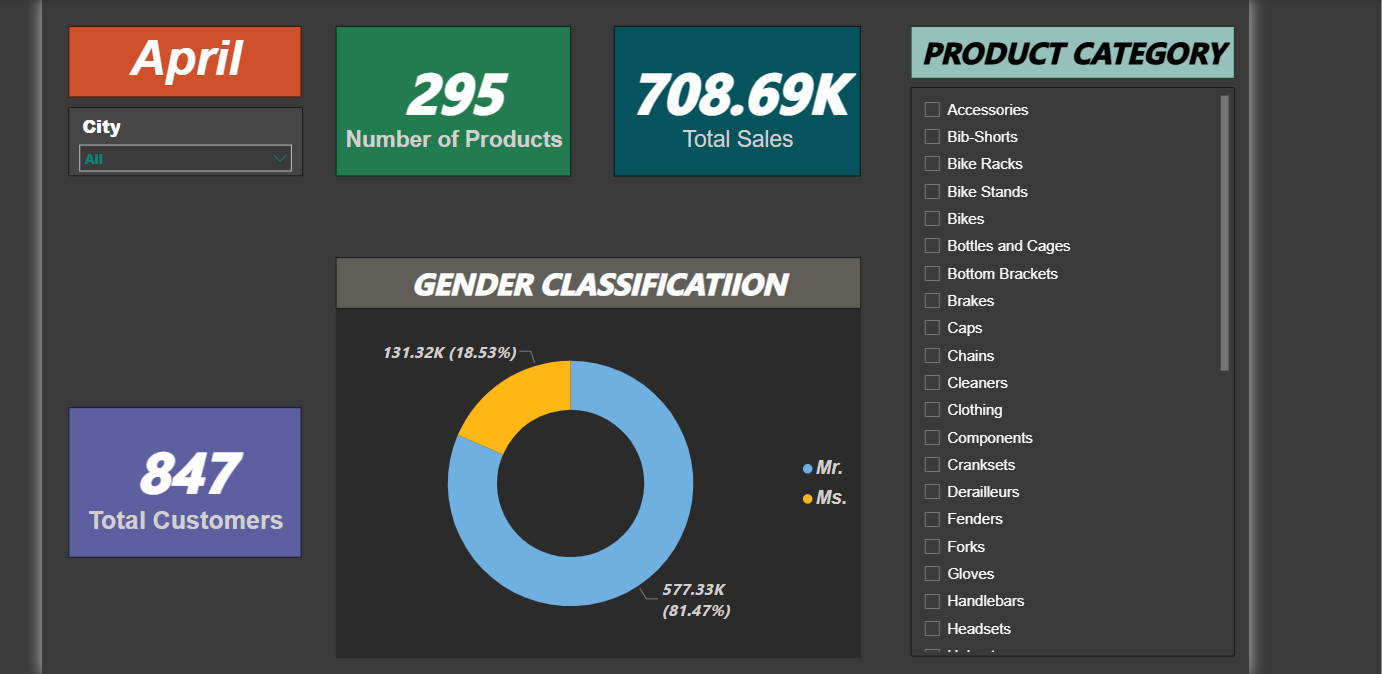 April
City
All
295
Number of Products
708.69K
Total Sales
PRODUCT CATEGORY
Accessories
Bib-Shorts
Bike Racks
Bike Stands
Bikes
Bottles and Cages
Bottom Brackets
Brakes
Caps
Chains
Cleaners
Clothing
Components
Cranksets
Derailleurs
Fenders
Forks
Gloves
Handlebars
Headsets
847
Total Customers
GENDER CLASSIFICATIION
131.32K (18.53%)
577.33K
(81.47%)
Mr.
Ms.